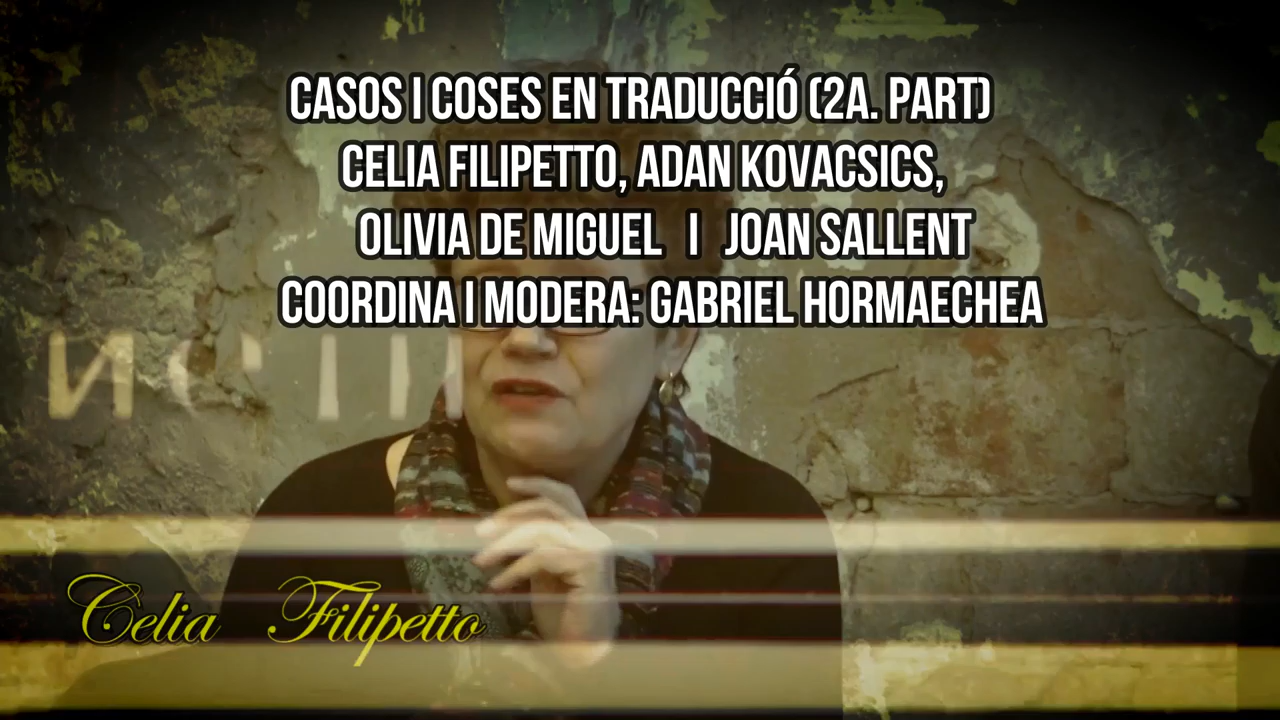 CASOS I COSES EN TRADUCCIÓ (2A. PART)
CELIA FILIPETTO, ADAN KOVACSICS,
OLIVIA DE MIGUEL I JOAN SALLENT
COORDINA I MODERA: GABRIEL HORMAECHEA
Celia Filipetto